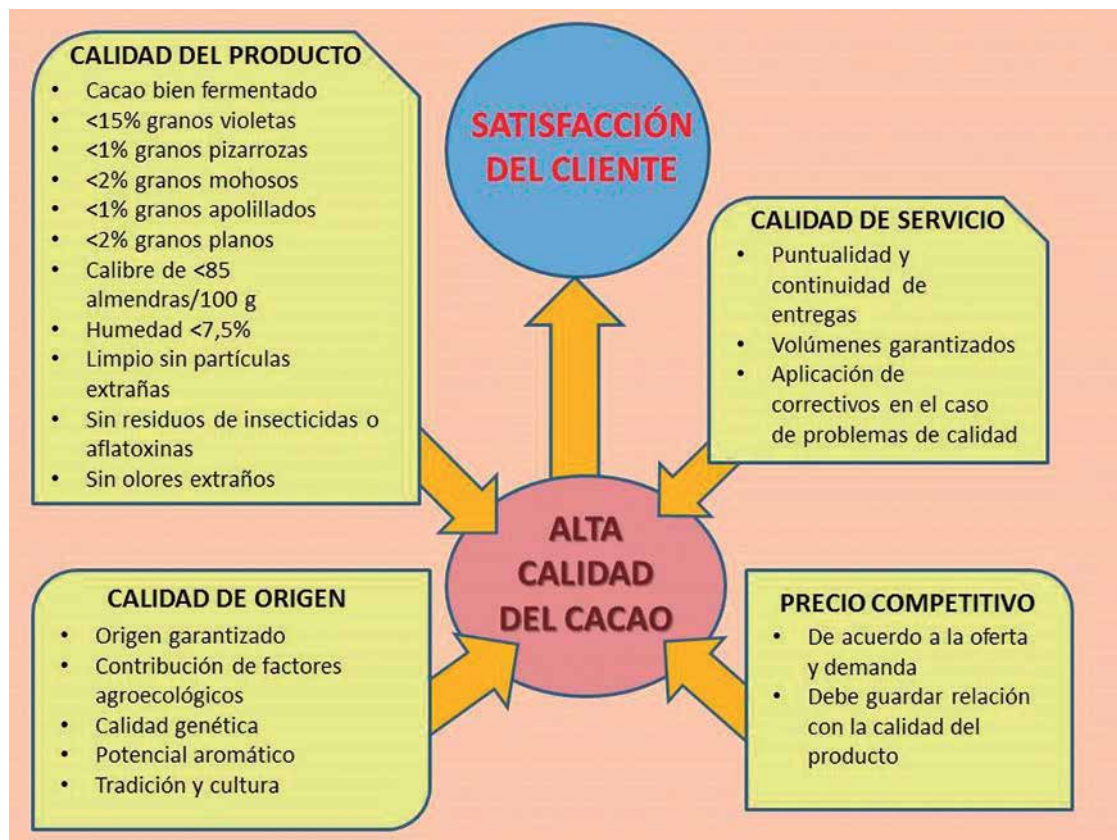 CALIDAD DEL PRODUCTO
• Cacao bien fermentado
• <15% granos violetas
• <1% granos pizarrozas
• <2% granos mohosos
• <1% granos apolillados
• <2% granos planos
• Calibre de <85
almendras/100 g
• Humedad <7,5%
• Limpio sin partículas
extrañas
• Sin residuos de insecticidas o
aflatoxinas
• Sin olores extraños
SATISFACCIÓN
DEL CLIENTE
CALIDAD DE SERVICIO
• Puntualidad y
continuidad de
entregas
• Volúmenes garantizados
• Aplicación de
correctivos en el caso
de problemas de calidad
ALTA
CALIDAD
DEL CACAO
CALIDAD DE ORIGEN
• Origen garantizado
• Contribución de factores
agroecológicos
• Calidad genética
• Potencial aromático
• Tradición y cultura
PRECIO COMPETITIVO
• De acuerdo a la oferta
y demanda
• Debe guardar relación
con la calidad del
producto